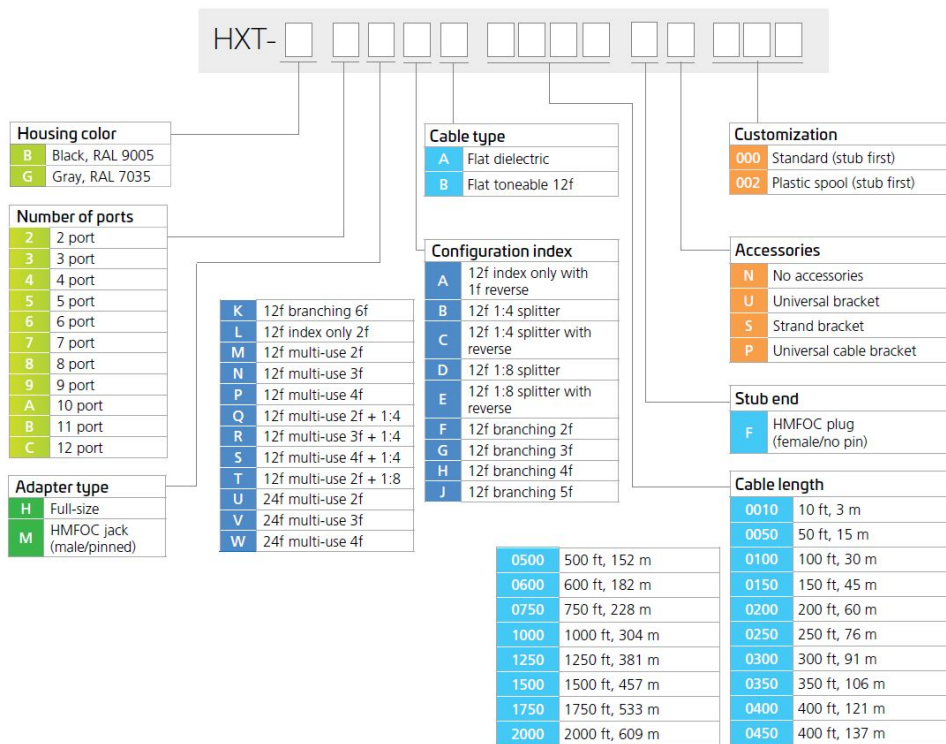 HXT-
Housing color
B Black, RAL 9005
G Gray, RAL 7035
Number of ports
2 2 port
3 3 port
4 4 port
5 5 port
6 6 port
7 7 port
8 8 port
9 9 port
A 10 port
B 11 port
C 12 port
Adapter type
H Full-size
M HMFOC jack
(male/pinned)
K 12f branching 6f
L 12f index only 2f
M 12f multi-use 2f
N 12f multi-use 3f
P 12f multi-use 4f
Q 12f multi-use 2f + 1:4
R 12f multi-use 3f + 1:4
S 12f multi-use 4f + 1:4
T 12f multi-use 2f + 1:8
U 24f multi-use 2f
V 24f multi-use 3f
W 24f multi-use 4f
Cable type
A Flat dielectric
B Flat toneable 12f
Configuration index
A 12f index only with
1f reverse
B 12f 1:4 splitter
C 12f 1:4 splitter with
reverse
D 12f 1:8 splitter
E 12f 1:8 splitter with
reverse
F 12f branching 2f
G 12f branching 3f
H 12f branching 4f
J 12f branching 5f
0500 500 ft, 152 m
0600 600 ft, 182 m
0750 750 ft, 228 m
1000 1000 ft, 304 m
1250 1250 ft, 381 m
1500 1500 ft, 457 m
1750 1750 ft, 533 m
2000 2000 ft, 609 m
Customization
000 Standard (stub first)
002 Plastic spool (stub first)
Accessories
N No accessories
U Universal bracket
S Strand bracket
P Universal cable bracket
Stub end
F HMFOC plug
(female/no pin)
Cable length
0010 10 ft, 3 m
0050 50 ft, 15 m
0100 100 ft, 30 m
0150 150 ft, 45 m
0200 200 ft, 60 m
0250 250 ft, 76 m
0300 300 ft, 91 m
0350 350 ft, 106 m
0400 400 ft, 121 m
0450 400 ft, 137 m